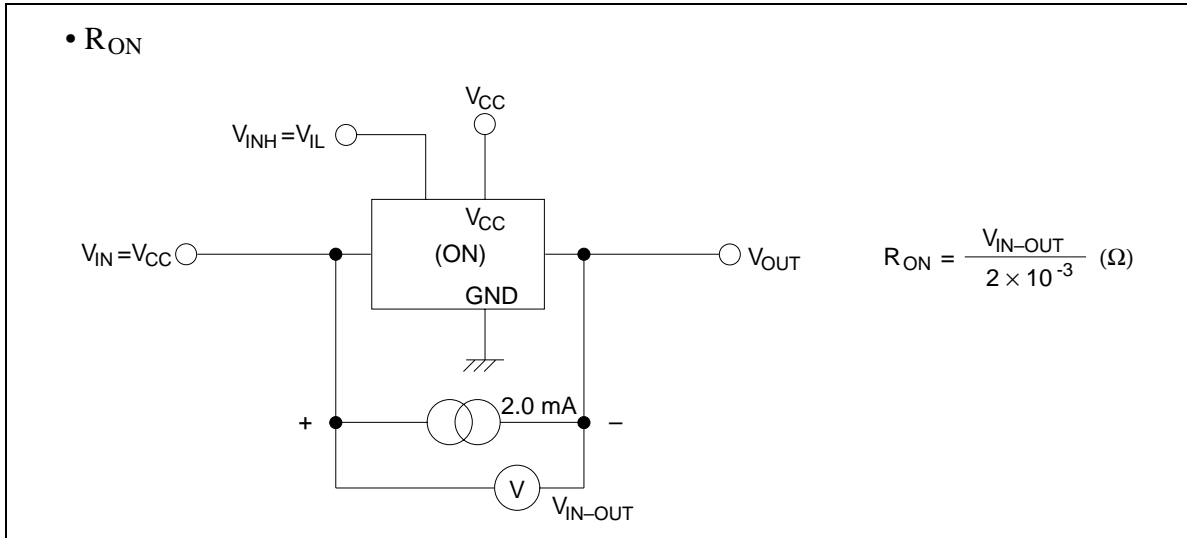 • RON
VCC
VINH=VIL
VCC
VIN=VCC
(ON)
VOUT
GND
RON = VIN–OUT / 2 × 10-3 (Ω)
2.0 mA
+
–
V
VIN–OUT